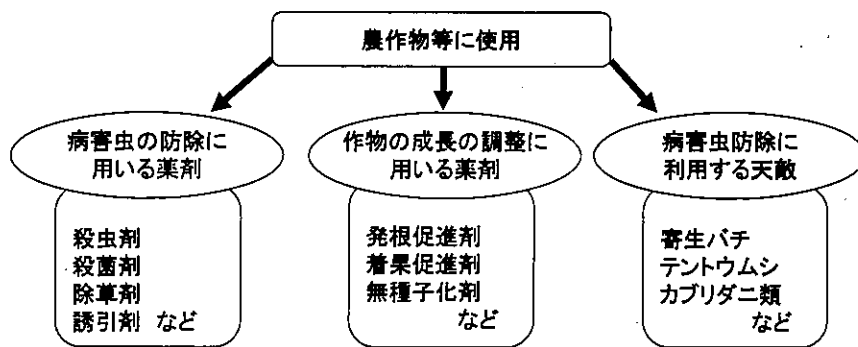 農作物等に使用
病害虫の防除に
用いる薬剤
殺虫剤
殺菌剤
除草剤
誘引剤 など
作物の成長の調整に
用いる薬剤
発根促進剤
着果促進剤
無種子化剤
など
病害虫防除に
利用する天敵
寄生バチ
テントウムシ
カブリダニ類
など